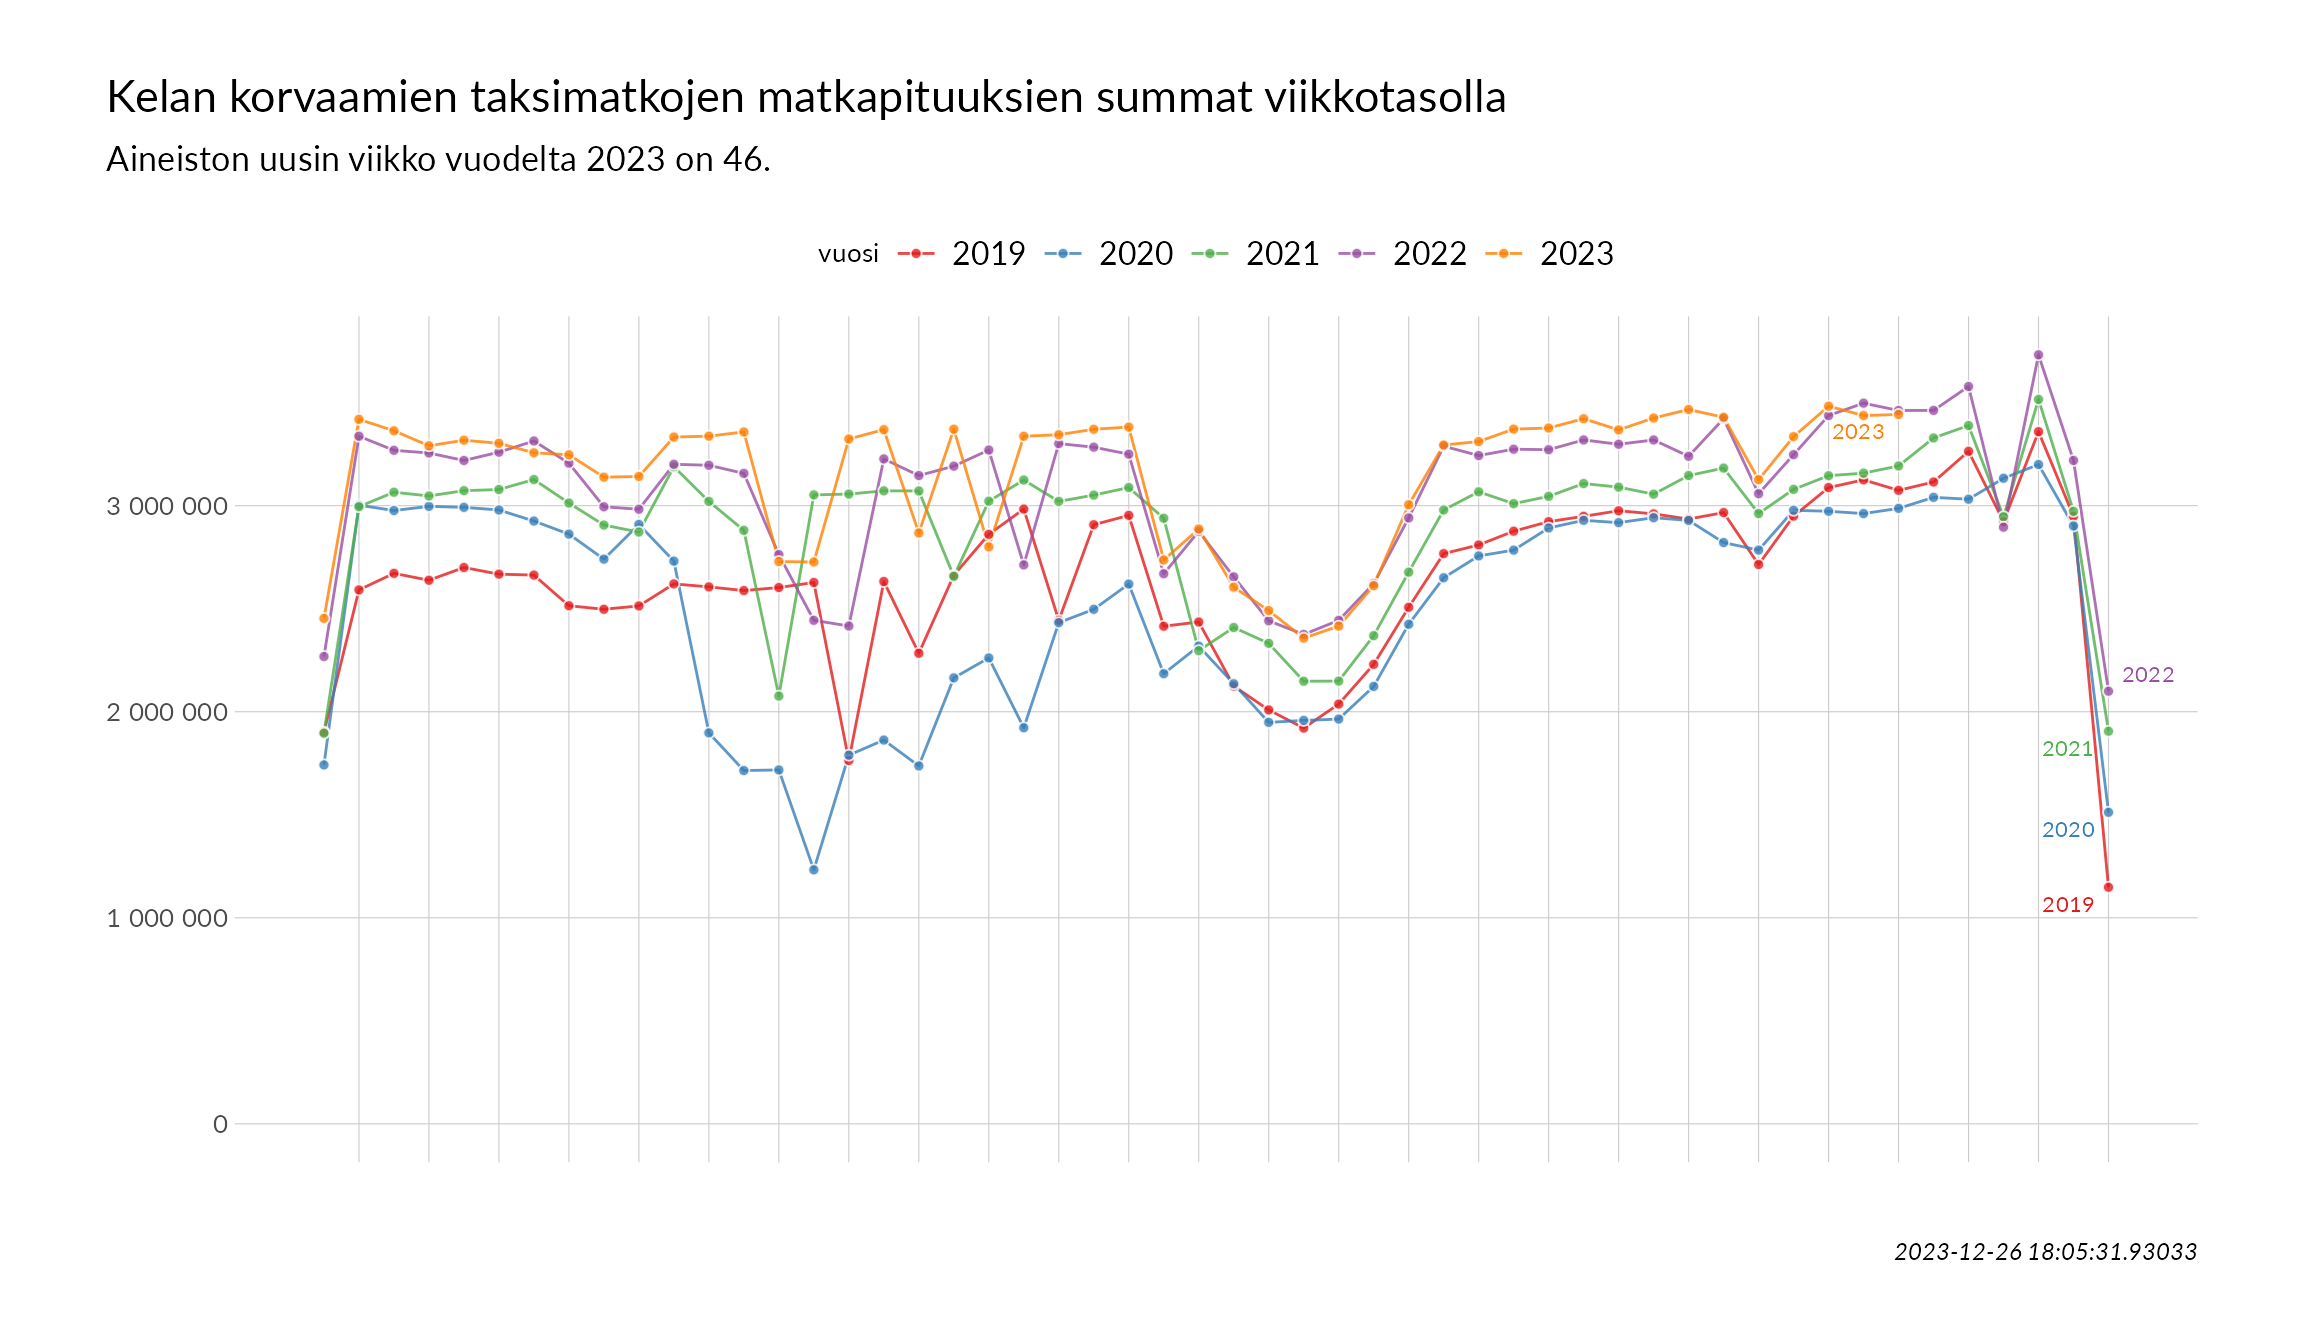 Kelan korvaamien taksimatkojen matkapituuksien summat viikkotasolla
Aineiston uusin viikko vuodelta 2023 on 46.
vuosi 2019 2020 2021 2022 2023
3 000 000
2 000 000
1 000 000
0
2023
2022
2021
2020
2019
2023-12-26 18:05:31.93033